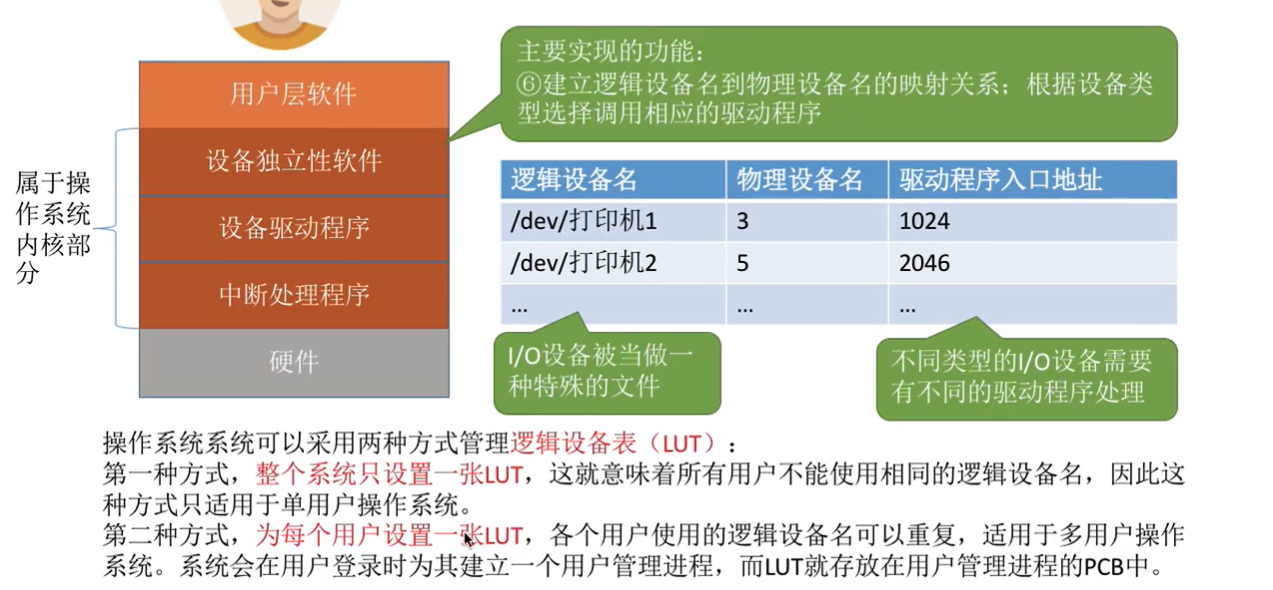 主要实现的功能:
⑥建立逻辑设备名到物理设备名的映射关系；根据设备类
型选择调用相应的驱动程序
用户层软件
设备独立性软件
设备驱动程序
中断处理程序
硬件
属于操
作系统
内核部
分
逻辑设备名 物理设备名 驱动程序入口地址
/dev/打印机1 3 1024
/dev/打印机2 5 2046
... ... ...
I/O设备被当做一
种特殊的文件
不同类型的I/O设备需要
有不同的驱动程序处理
操作系统系统可以采用两种方式管理逻辑设备表（LUT）:
第一种方式，整个系统只设置一张LUT，这就意味着所有用户不能使用相同的逻辑设备名，因此这
种方式只适用于单用户操作系统。
第二种方式，为每个用户设置一张LUT，各个用户使用的逻辑设备名可以重复，适用于多用户操作
系统。系统会在用户登录时为其建立一个用户管理进程，而LUT就存放在用户管理进程的PCB中。